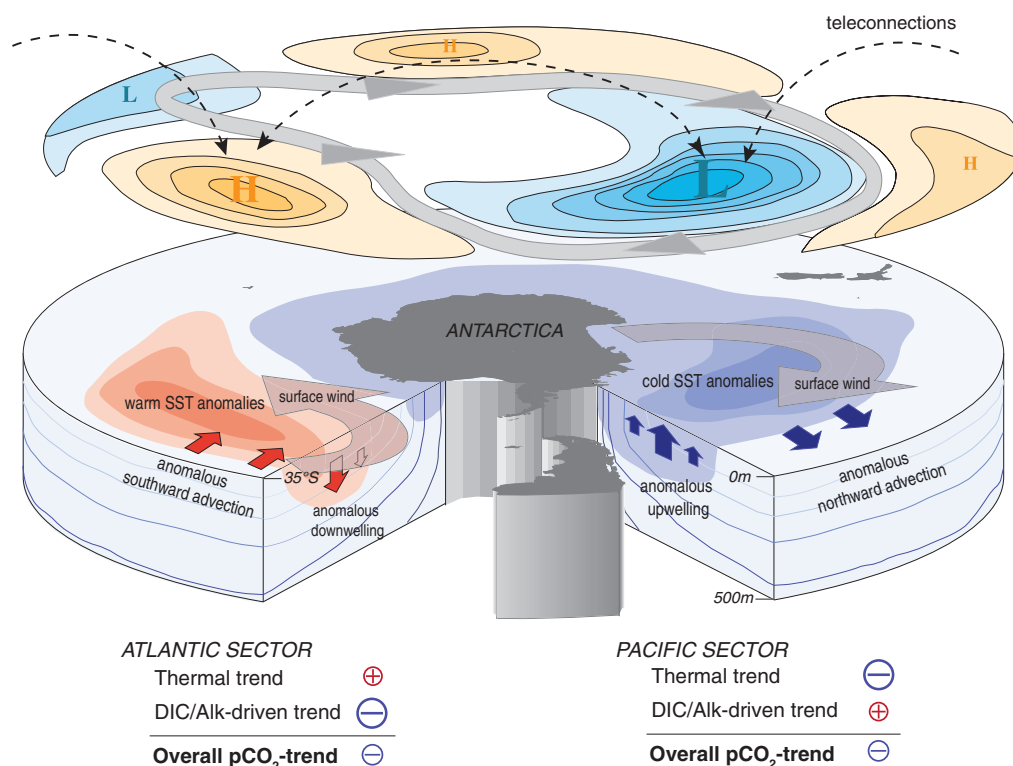 teleconnections
H
L
H
L
H
ANTARCTICA
warm SST anomalies
surface wind
cold SST anomalies
surface wind
anomalous
southward advection
35°S
anomalous
downwelling
anomalous
upwelling
0m
anomalous
northward advection
500m
ATLANTIC SECTOR
Thermal trend ⊕
DIC/Alk-driven trend ⊖
Overall pCO₂-trend ⊖
PACIFIC SECTOR
Thermal trend ⊖
DIC/Alk-driven trend ⊕
Overall pCO₂-trend ⊖